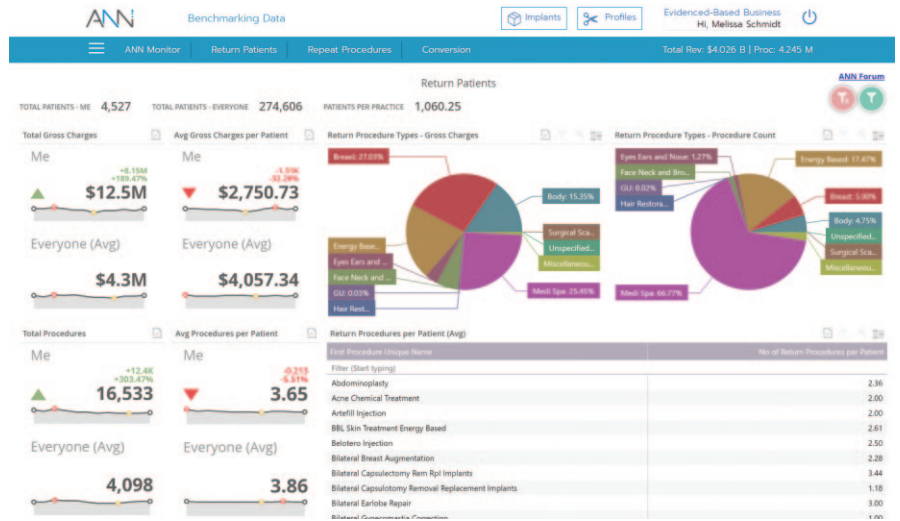 ANN
Benchmarking Data
Implants
Profiles
Evidenced-Based Business
Hi, Melissa Schmidt
ANN Monitor
Return Patients
Repeat Procedures
Conversion
Total Rev: $4.026 B | Proc: 4.245 M
Return Patients
ANN Forum
TOTAL PATIENTS - ME 4,527
TOTAL PATIENTS - EVERYONE 274,606
PATIENTS PER PRACTICE 1,060.25
Total Gross Charges
Me
+8.15M
+189.47%
$12.5M
Everyone (Avg)
$4.3M
Avg Gross Charges per Patient
Me
$2,750.73
Everyone (Avg)
$4,057.34
Return Procedure Types - Gross Charges
Breast: 27.03%
Body: 15.35%
Surgical Sca...
Unspecified...
Miscellaneou...
Medi Spa: 25.45%
Energy Base...
Eyes Ears and ...
Face Neck and ...
GU: 0.03%
Hair Rest...
Return Procedure Types - Procedure Count
Eyes Ears and Nose: 1.27%
Face Neck and Bro...
GU: 0.02%
Hair Restora...
Energy Based: 17.47%
Breast: 5.00%
Body: 4.75%
Unspecified...
Surgical Sca...
Miscellaneou...
Medi Spa: 66.77%
Total Procedures
Me
+12.4K
+303.47%
16,533
Everyone (Avg)
4,098
Avg Procedures per Patient
Me
-0.213
-5.51%
3.65
Everyone (Avg)
3.86
Return Procedures per Patient (Avg)
First Procedure Unique Name No of Return Procedures per Patient
Filter (Start typing)
Abdominoplasty 2.36
Acne Chemical Treatment 2.00
Artefill Injection 2.00
BBL Skin Treatment Energy Based 2.61
Belotero Injection 2.50
Bilateral Breast Augmentation 2.28
Bilateral Capsulectomy Rem Rpl Implants 3.44
Bilateral Capsulotomy Removal Replacement Implants 1.18
Bilateral Earlobe Repair 3.00
Bilateral Gynecomastia Correction 1.00